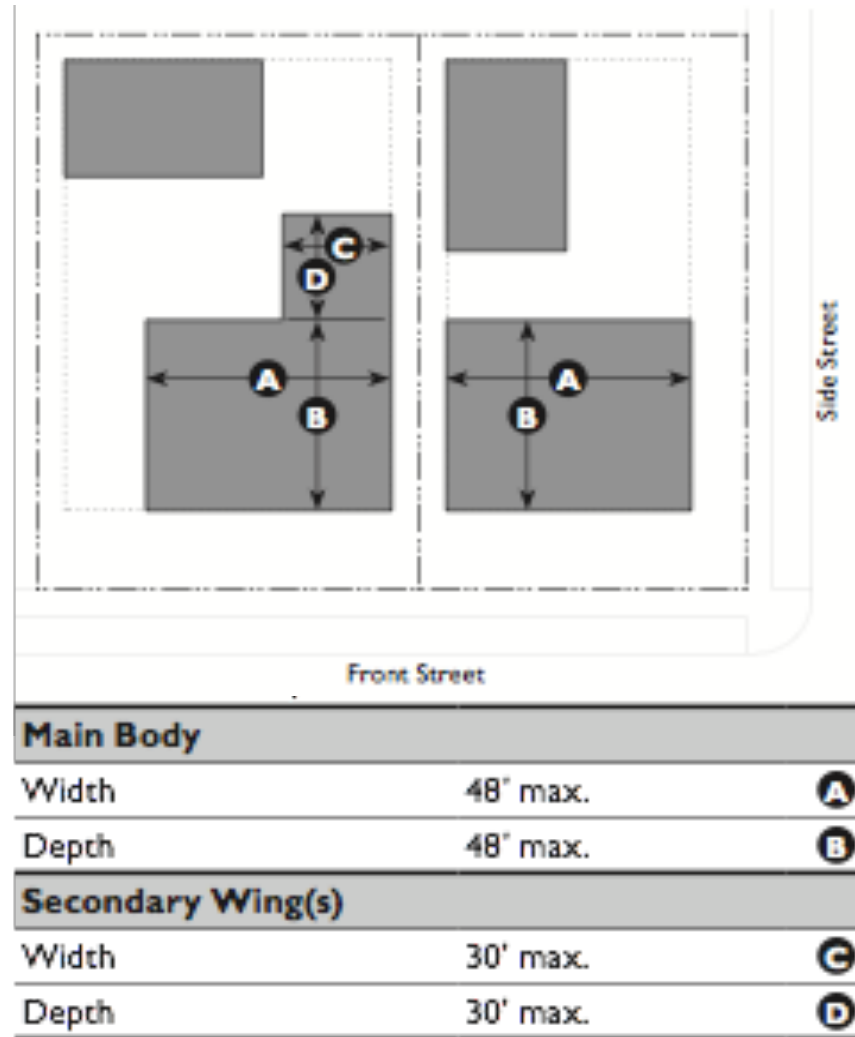 C
D
A
B
A
B
Side Street
Front Street
Main Body
Width 48' max. A
Depth 48' max. B
Secondary Wing(s)
Width 30' max. C
Depth 30' max. D